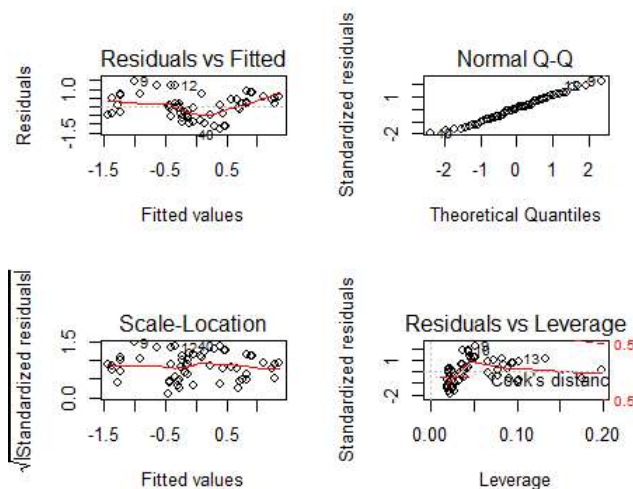 Residuals vs Fitted
Residuals
1.0
-1.5
9
12
40
-1.5
-0.5
0.5
Fitted values
Normal Q-Q
Standardized residuals
1
-2
9
-2
-1
0
1
2
Theoretical Quantiles
Scale-Location
√|Standardized residuals|
1.5
0.0
9
1240
-1.5
-0.5
0.5
Fitted values
Residuals vs Leverage
Standardized residuals
1
-2
9
13
Cook's distanc
0.5
0.5
0.00
0.10
0.20
Leverage